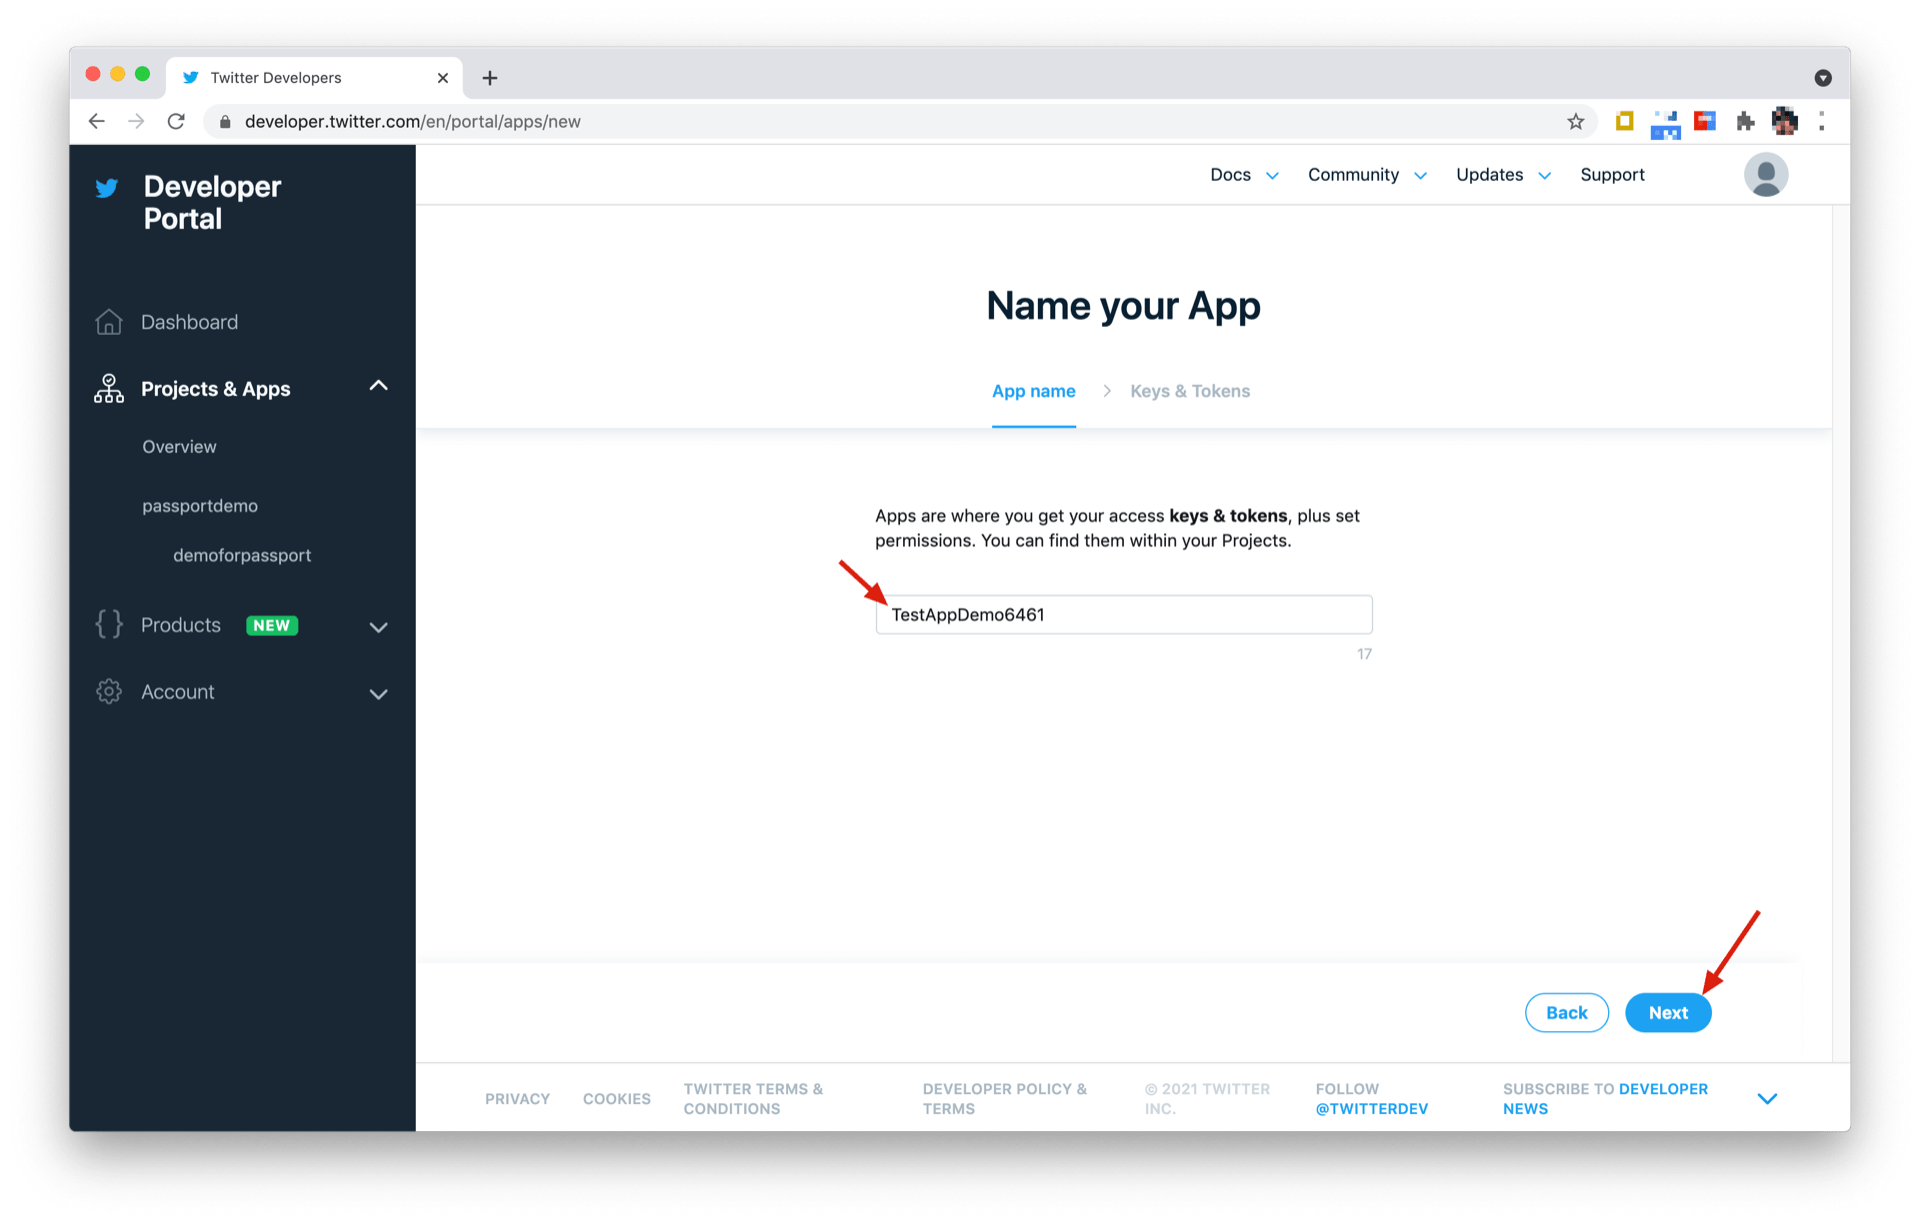 Twitter Developers
developer.twitter.com/en/portal/apps/new
Developer
Portal
Docs
Community
Updates
Support
Dashboard
Projects & Apps
Overview
passportdemo
demoforpassport
Products NEW
Account
Name your App
App name
Keys & Tokens
Apps are where you get your access keys & tokens, plus set
permissions. You can find them within your Projects.
TestAppDemo6461
17
Back
Next
PRIVACY
COOKIES
TWITTER TERMS &
CONDITIONS
DEVELOPER POLICY &
TERMS
© 2021 TWITTER
INC.
FOLLOW
@TWITTERDEV
SUBSCRIBE TO DEVELOPER
NEWS